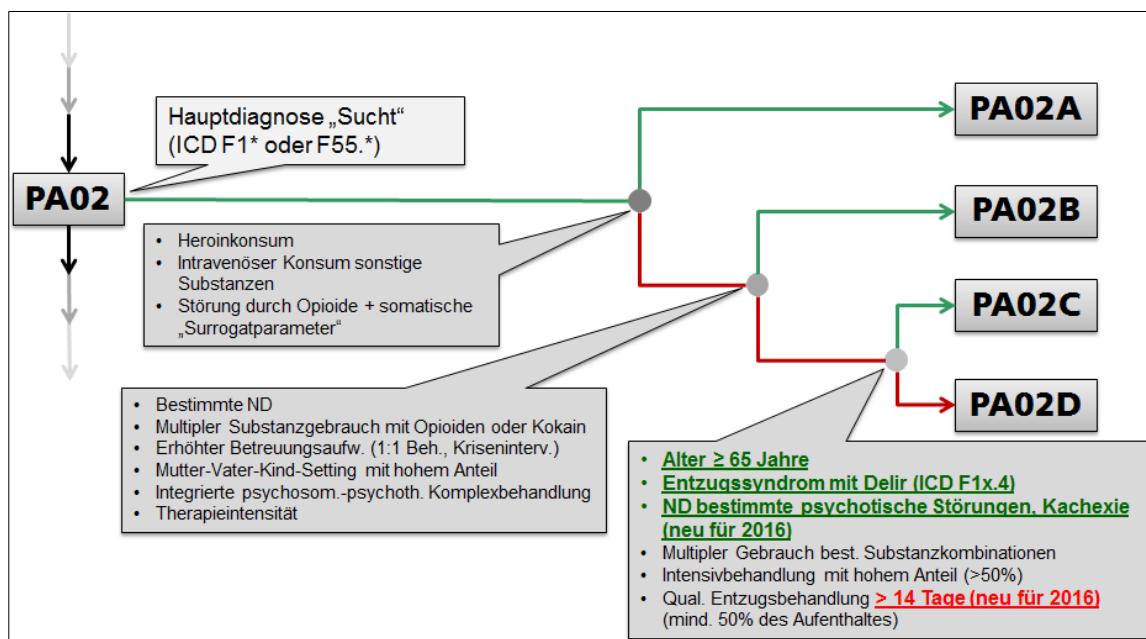 Hauptdiagnose „Sucht“
(ICD F1* oder F55.*)
PA02
PA02A
PA02B
PA02C
PA02D
• Heroinkonsum
• Intravenöser Konsum sonstige
Substanzen
• Störung durch Opioide + somatische
„Surrogatparameter“
• Bestimmte ND
• Multipler Substanzgebrauch mit Opioiden oder Kokain
• Erhöhter Betreuungsaufw. (1:1 Beh., Kriseninterv.)
• Mutter-Vater-Kind-Setting mit hohem Anteil
• Integrierte psychosom.-psychoth. Komplexbehandlung
• Therapieintensität
• Alter ≥ 65 Jahre
• Entzugssyndrom mit Delir (ICD F1x.4)
• ND bestimmte psychotische Störungen, Kachexie
(neu für 2016)
• Multipler Gebrauch best. Substanzkombinationen
• Intensivbehandlung mit hohem Anteil (>50%)
• Qual. Entzugsbehandlung > 14 Tage (neu für 2016)
(mind. 50% des Aufenthaltes)